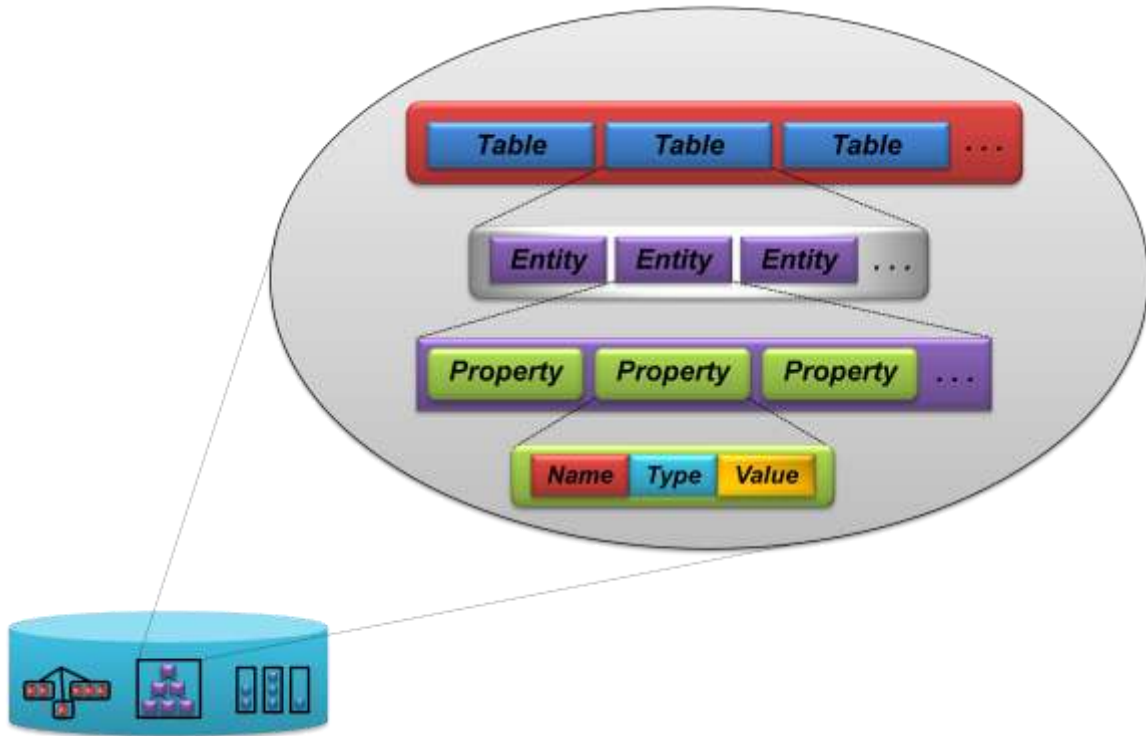 Table Table Table ...
Entity Entity Entity ...
Property Property Property ...
Name Type Value